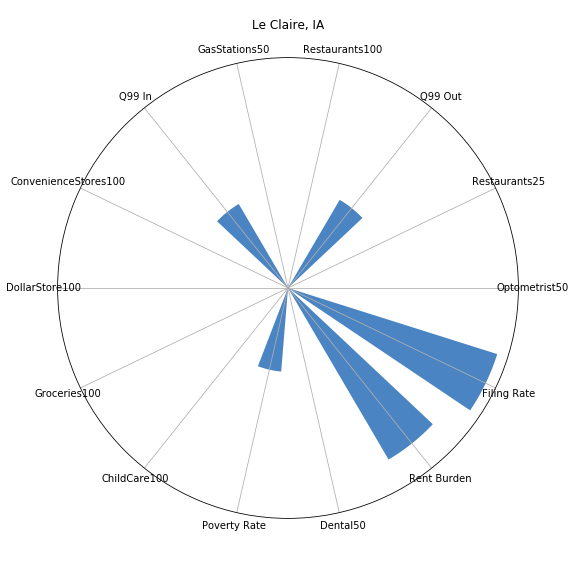 Le Claire, IA
GasStations50
Restaurants100
Q99 In
Q99 Out
ConvenienceStores100
Restaurants25
DollarStore100
Optometrist50
Groceries100
Filing Rate
ChildCare100
Rent Burden
Poverty Rate
Dental50